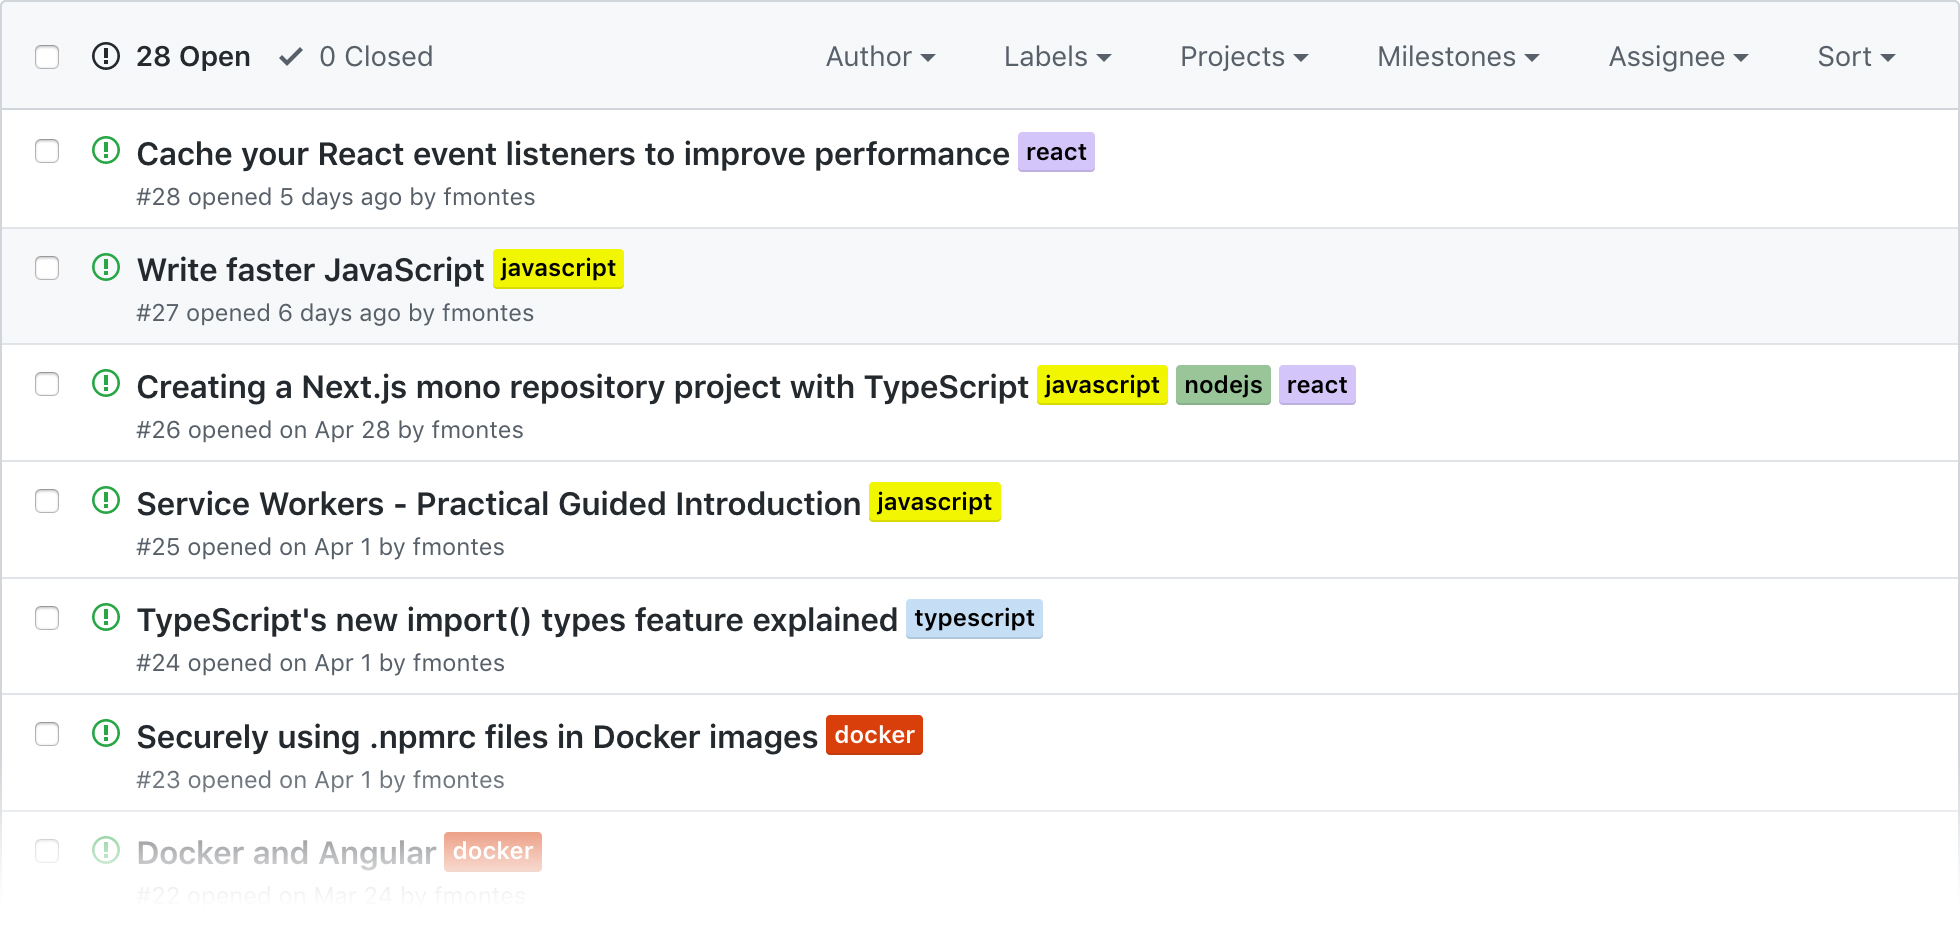 28 Open 0 Closed Author Labels Projects Milestones Assignee Sort
Cache your React event listeners to improve performance react
#28 opened 5 days ago by fmontes
Write faster JavaScript javascript
#27 opened 6 days ago by fmontes
Creating a Next.js mono repository project with TypeScript javascript nodejs react
#26 opened on Apr 28 by fmontes
Service Workers - Practical Guided Introduction javascript
#25 opened on Apr 1 by fmontes
TypeScript's new import() types feature explained typescript
#24 opened on Apr 1 by fmontes
Securely using .npmrc files in Docker images docker
#23 opened on Apr 1 by fmontes
Docker and Angular docker
#22 opened on Mar 24 by fmontes